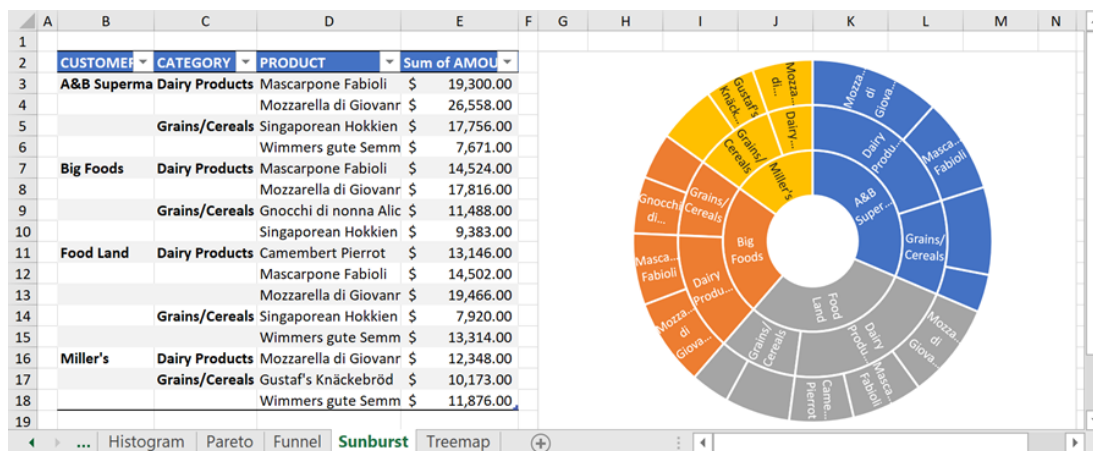 A B C D E F G H I J K L M N
1
2 CUSTOMER CATEGORY PRODUCT Sum of AMOU
3 A&B Superma Dairy Products Mascarpone Fabioli $ 19,300.00
4 Mozzarella di Giovanr $ 26,558.00
5 Grains/Cereals Singaporean Hokkien $ 17,756.00
6 Wimmers gute Semm $ 7,671.00
7 Big Foods Dairy Products Mascarpone Fabioli $ 14,524.00
8 Mozzarella di Giovanr $ 17,816.00
9 Grains/Cereals Gnocchi di nonna Alic $ 11,488.00
10 Singaporean Hokkien $ 9,383.00
11 Food Land Dairy Products Camembert Pierrot $ 13,146.00
12 Mascarpone Fabioli $ 14,502.00
13 Mozzarella di Giovanr $ 19,466.00
14 Grains/Cereals Singaporean Hokkien $ 7,920.00
15 Wimmers gute Semm $ 13,314.00
16 Miller's Dairy Products Mozzarella di Giovanr $ 12,348.00
17 Grains/Cereals Gustaf's Knäckebröd $ 10,173.00
18 Wimmers gute Semm $ 11,876.00
19
Mozza...
di
Giova...
Masca...
Fabioli
Dairy
Produ...
Grains/
Cereals
A&B
Super...
Mozza...
di
Giova...
Masca...
Fabioli
Came...
Pierrot
Dairy
Produ...
Grains/
Cereals
Food
Land
Mozza...
di
Giova...
Masca...
Fabioli
Gnocchi
di...
Dairy
Produ...
Grains/
Cereals
Big
Foods
Gustaf's
Knäck...
Mozza...
di...
Grains/
Cereals
Dairy...
Miller's
... Histogram Pareto Funnel Sunburst Treemap